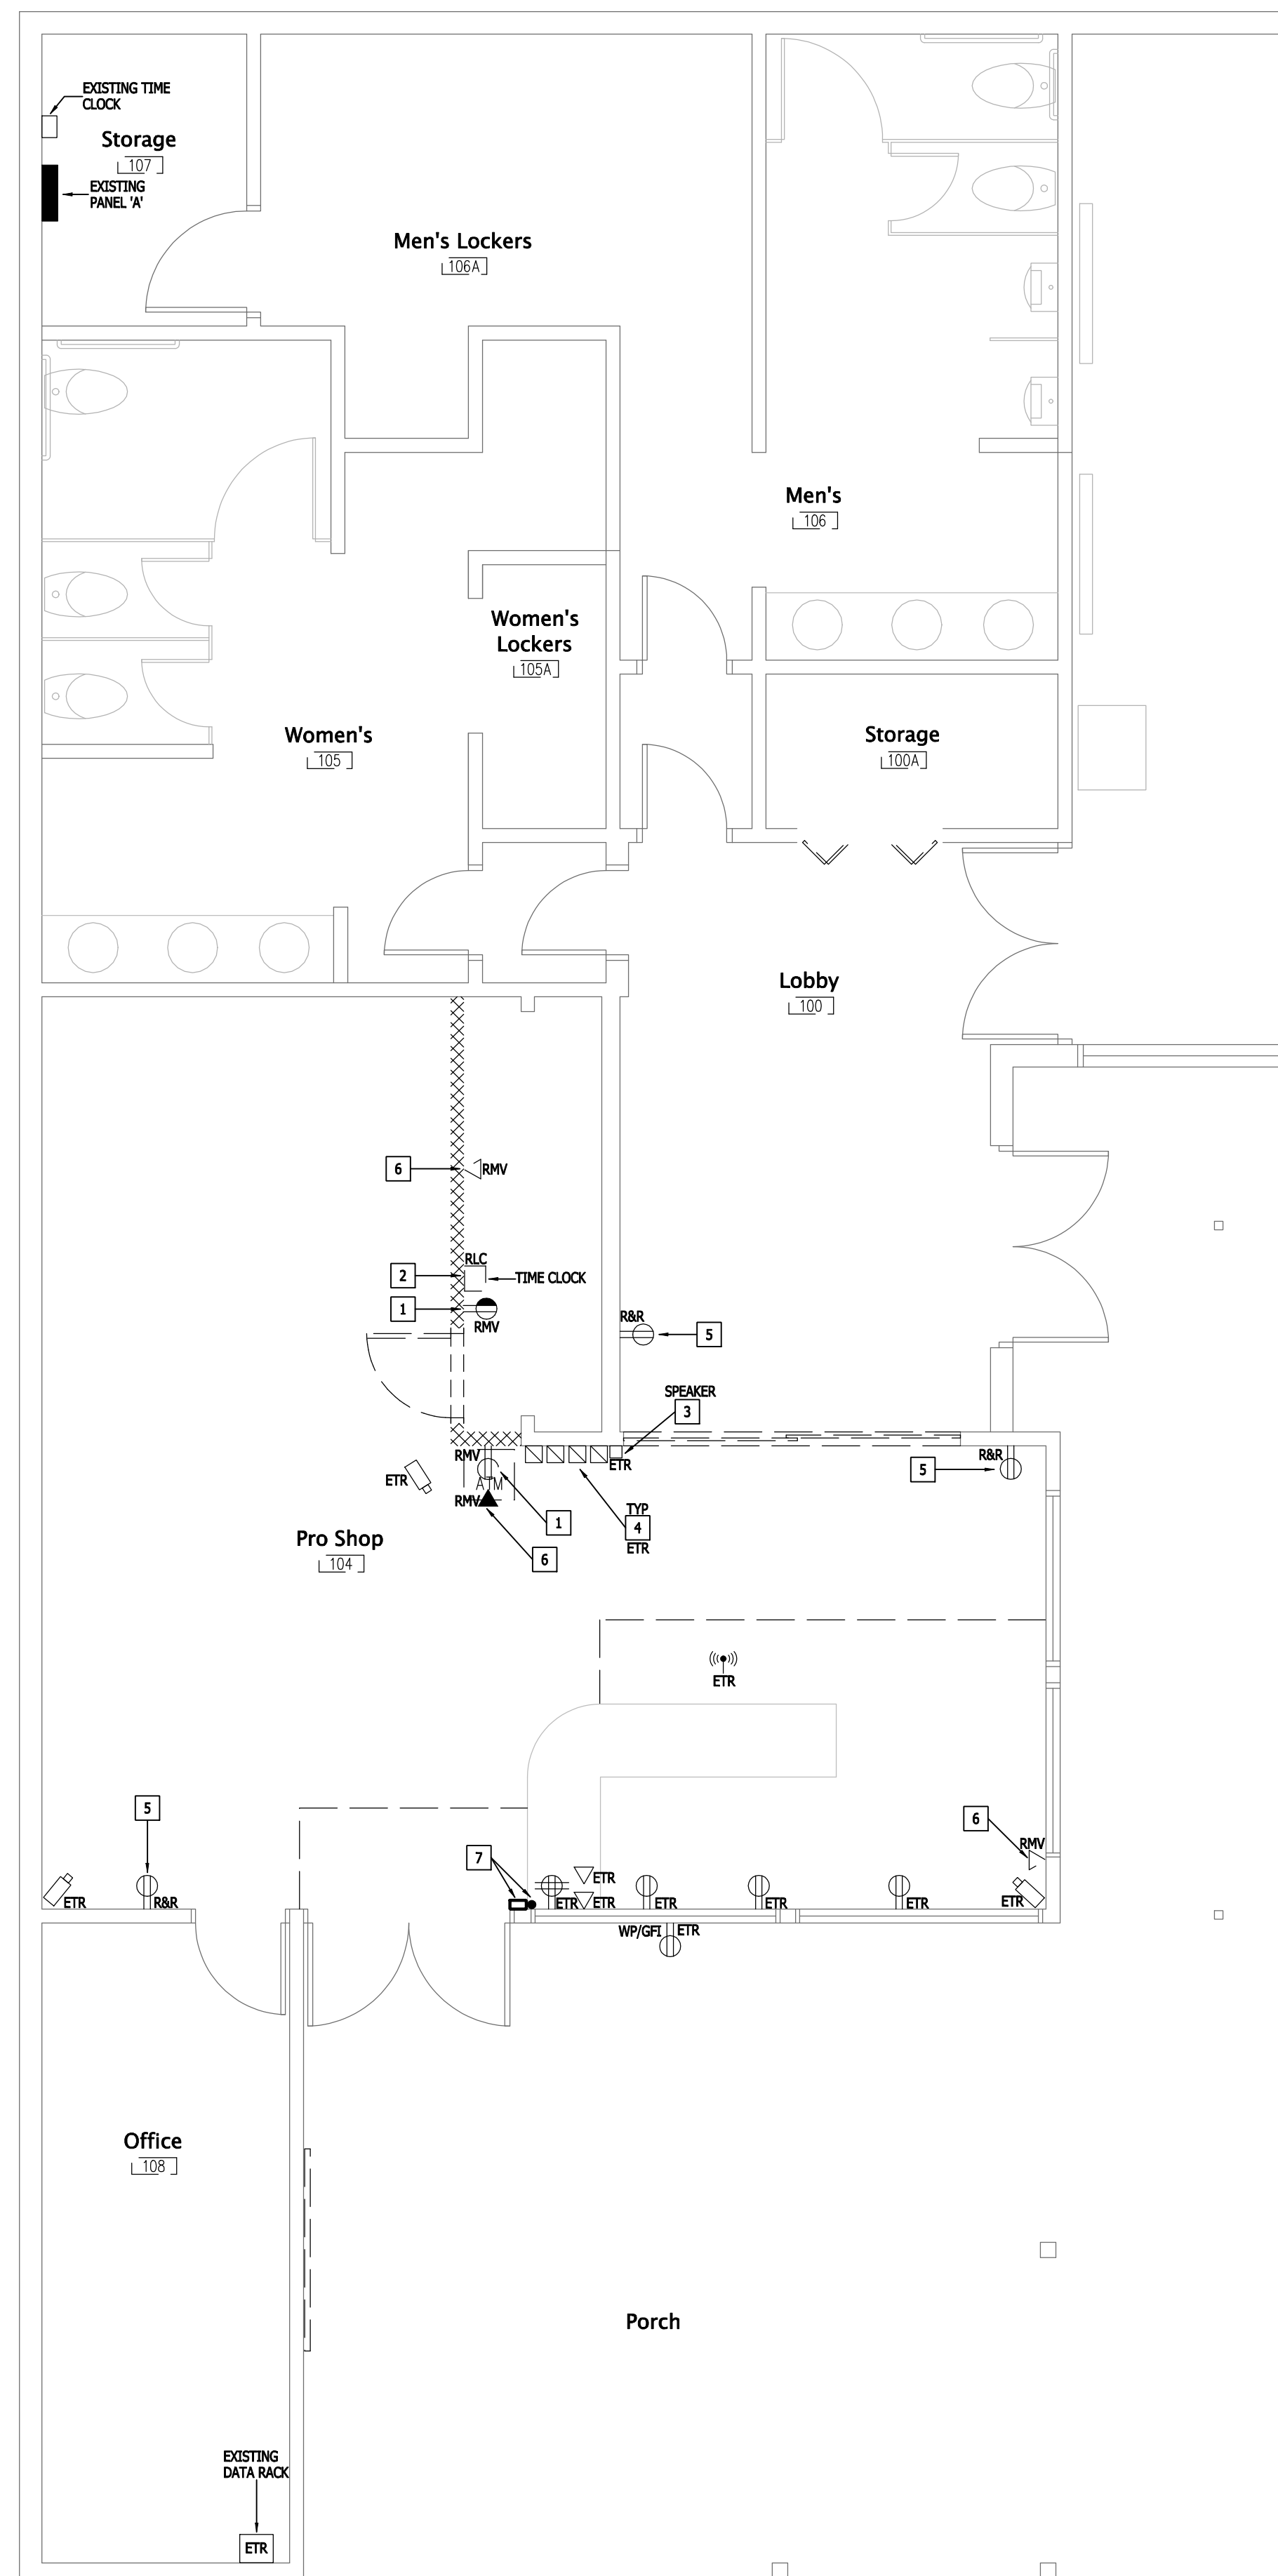 EXISTING TIME
CLOCK
Storage
107
EXISTING
PANEL 'A'
Men's Lockers
106A
Men's
106
Women's
Lockers
105A
Women's
105
Storage
100A
Lobby
100
6
RMV
RLC
2
TIME CLOCK
1
RMV
R&R
5
SPEAKER
3
RMV
ETR
R&R
5
ETR
ATM
RMV
TYP
1
4
ETR
6
Pro Shop
104
ETR
5
6
RMV
7
ETR
ETR
R&R
ETR
ETR
ETR
ETR
ETR
ETR
WP/GFI
ETR
Office
108
Porch
EXISTING
DATA RACK
ETR